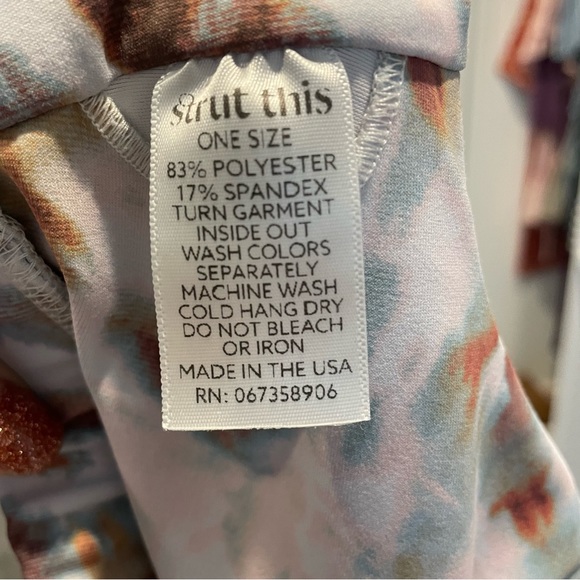 strut this
ONE SIZE
83% POLYESTER
17% SPANDEX
TURN GARMENT
INSIDE OUT
WASH COLORS
SEPARATELY
MACHINE WASH
COLD HANG DRY
DO NOT BLEACH
OR IRON
MADE IN THE USA
RN: 067358906